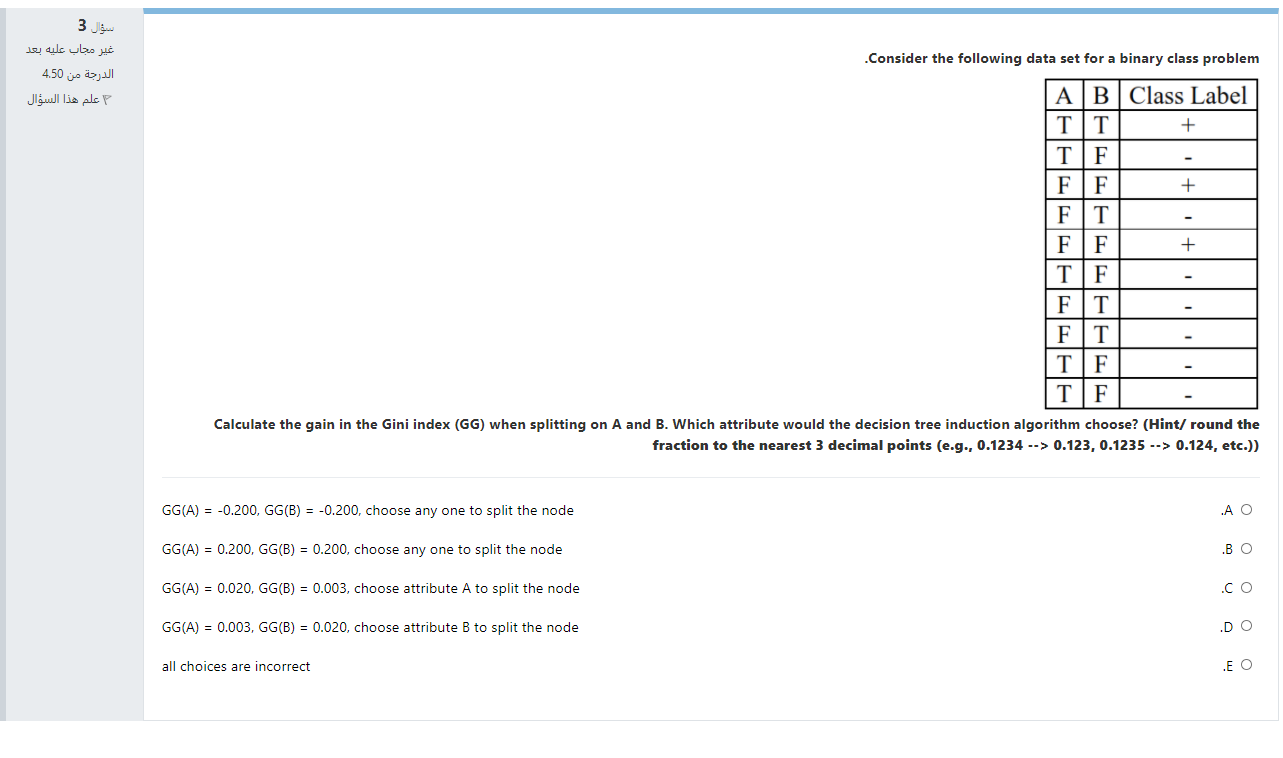 سؤال 3
غير مجاب عليه بعد
الدرجة من 4.50
علم هذا السؤال
.Consider the following data set for a binary class problem
A B Class Label
T T +
T F -
F F +
F T -
F F +
T F -
F T -
F T -
T F -
T F -
Calculate the gain in the Gini index (GG) when splitting on A and B. Which attribute would the decision tree induction algorithm choose? (Hint/ round the
fraction to the nearest 3 decimal points (e.g., 0.1234 --> 0.123, 0.1235 --> 0.124, etc.))
GG(A) = -0.200, GG(B) = -0.200, choose any one to split the node .A
GG(A) = 0.200, GG(B) = 0.200, choose any one to split the node .B
GG(A) = 0.020, GG(B) = 0.003, choose attribute A to split the node .C
GG(A) = 0.003, GG(B) = 0.020, choose attribute B to split the node .D
all choices are incorrect .E